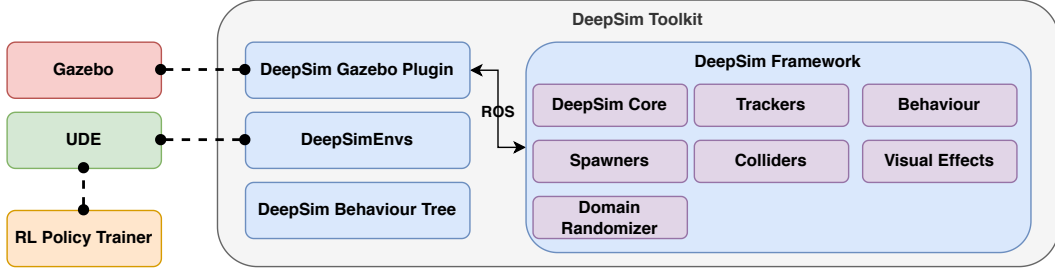 DeepSim Toolkit
Gazebo
DeepSim Gazebo Plugin
DeepSim Framework
ROS
DeepSim Core
Trackers
Behaviour
UDE
DeepSimEnvs
Spawners
Colliders
Visual Effects
DeepSim Behaviour Tree
Domain
Randomizer
RL Policy Trainer